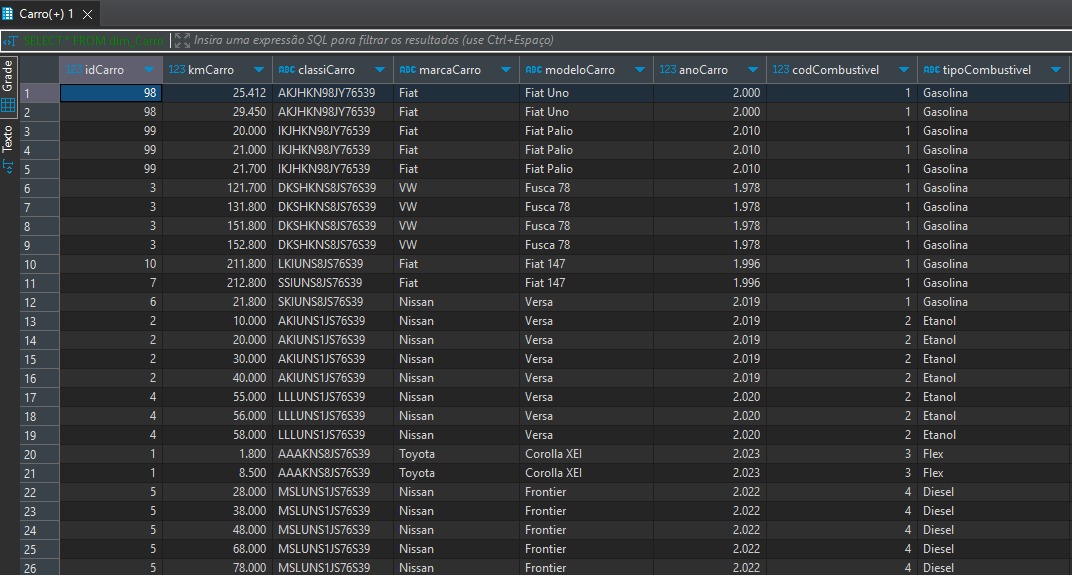 Carro(+) 1
SELECT * FROM dim_Carro Insira uma expressão SQL para filtrar os resultados (use Ctrl+Espaço)
Grade
Texto
123 idCarro 123 kmCarro ABC classiCarro ABC marcaCarro ABC modeloCarro 123 anoCarro 123 codCombustivel ABC tipoCombustivel
1 98 25.412 AKJHKN98JY76539 Fiat Fiat Uno 2.000 1 Gasolina
2 98 29.450 AKJHKN98JY76539 Fiat Fiat Uno 2.000 1 Gasolina
3 99 20.000 IKJHKN98JY76539 Fiat Fiat Palio 2.010 1 Gasolina
4 99 21.000 IKJHKN98JY76539 Fiat Fiat Palio 2.010 1 Gasolina
5 99 21.700 IKJHKN98JY76539 Fiat Fiat Palio 2.010 1 Gasolina
6 3 121.700 DKSHKNS8JS76S39 VW Fusca 78 1.978 1 Gasolina
7 3 131.800 DKSHKNS8JS76S39 VW Fusca 78 1.978 1 Gasolina
8 3 151.800 DKSHKNS8JS76S39 VW Fusca 78 1.978 1 Gasolina
9 3 152.800 DKSHKNS8JS76S39 VW Fusca 78 1.978 1 Gasolina
10 10 211.800 LKIUNS8JS76S39 Fiat Fiat 147 1.996 1 Gasolina
11 7 212.800 SSIUNS8JS76S39 Fiat Fiat 147 1.996 1 Gasolina
12 6 21.800 SKIUNS8JS76S39 Nissan Versa 2.019 1 Gasolina
13 2 10.000 AKIUNS1JS76S39 Nissan Versa 2.019 2 Etanol
14 2 20.000 AKIUNS1JS76S39 Nissan Versa 2.019 2 Etanol
15 2 30.000 AKIUNS1JS76S39 Nissan Versa 2.019 2 Etanol
16 2 40.000 AKIUNS1JS76S39 Nissan Versa 2.019 2 Etanol
17 4 55.000 LLLUNS1JS76S39 Nissan Versa 2.020 2 Etanol
18 4 56.000 LLLUNS1JS76S39 Nissan Versa 2.020 2 Etanol
19 4 58.000 LLLUNS1JS76S39 Nissan Versa 2.020 2 Etanol
20 1 1.800 AAAKNS8JS76S39 Toyota Corolla XEI 2.023 3 Flex
21 1 8.500 AAAKNS8JS76S39 Toyota Corolla XEI 2.023 3 Flex
22 5 28.000 MSLUNS1JS76S39 Nissan Frontier 2.022 4 Diesel
23 5 38.000 MSLUNS1JS76S39 Nissan Frontier 2.022 4 Diesel
24 5 48.000 MSLUNS1JS76S39 Nissan Frontier 2.022 4 Diesel
25 5 68.000 MSLUNS1JS76S39 Nissan Frontier 2.022 4 Diesel
26 5 78.000 MSLUNS1JS76S39 Nissan Frontier 2.022 4 Diesel